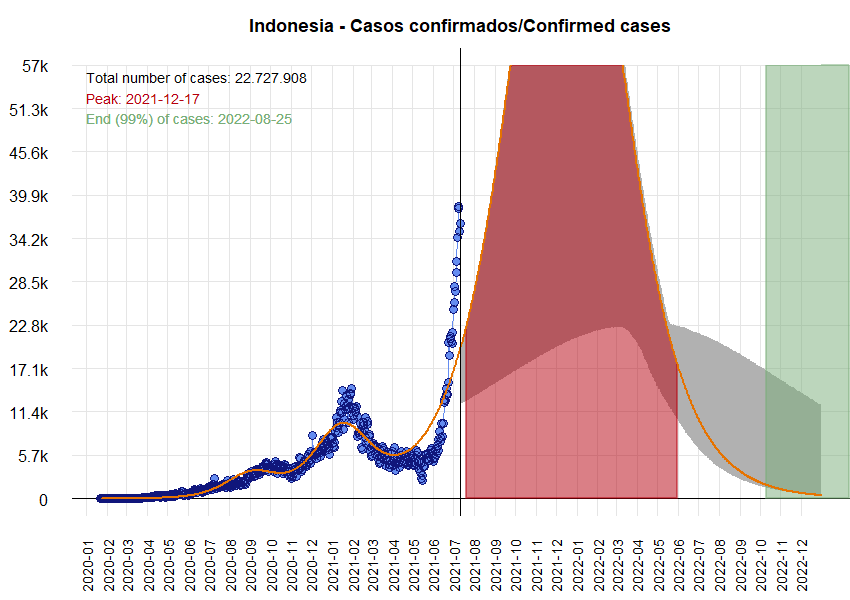 Indonesia - Casos confirmados/Confirmed cases
57k
Total number of cases: 22.727.908
Peak: 2021-12-17
End (99%) of cases: 2022-08-25
51.3k
45.6k
39.9k
34.2k
28.5k
22.8k
17.1k
11.4k
5.7k
0
2020-01
2020-02
2020-03
2020-04
2020-05
2020-06
2020-07
2020-08
2020-09
2020-10
2020-11
2020-12
2021-01
2021-02
2021-03
2021-04
2021-05
2021-06
2021-07
2021-08
2021-09
2021-10
2021-11
2021-12
2022-01
2022-02
2022-03
2022-04
2022-05
2022-06
2022-07
2022-08
2022-09
2022-10
2022-11
2022-12